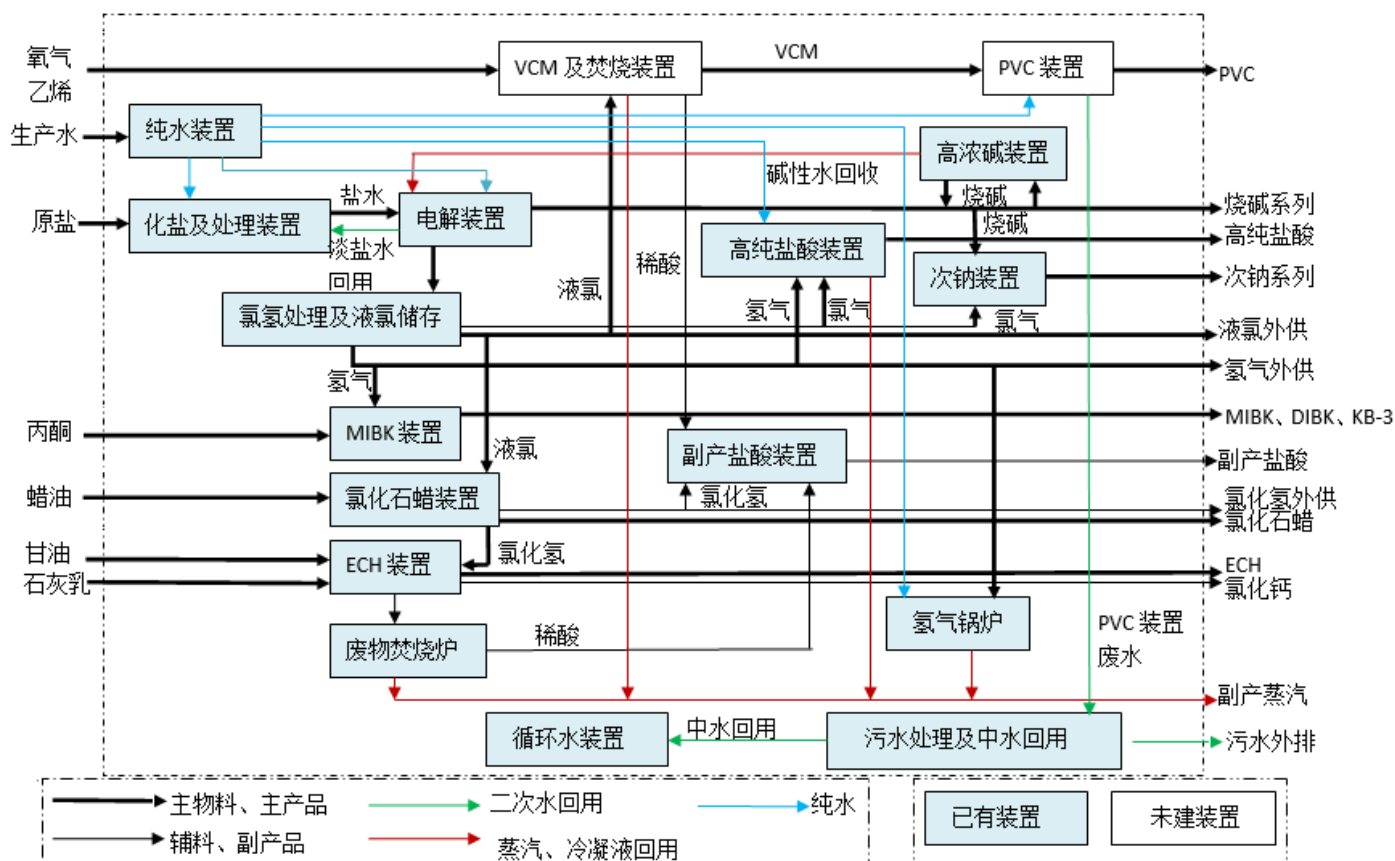 氧气
乙烯
VCM 及焚烧装置
VCM
PVC 装置
PVC
生产水
纯水装置
高浓碱装置
碱性水回收
原盐
化盐及处理装置
盐水
电解装置
烧碱
烧碱
烧碱系列
淡盐水
回用
稀酸
高纯盐酸装置
高纯盐酸
次钠装置
次钠系列
液氯
氯氢处理及液氯储存
氢气
氯气
氯气
液氯外供
氢气外供
氢气
丙酮
MIBK 装置
MIBK、DIBK、KB-3
液氯
副产盐酸装置
副产盐酸
蜡油
氯化石蜡装置
氯化氢
氯化氢外供
氯化石蜡
甘油
石灰乳
ECH 装置
氯化氢
ECH
氯化钙
废物焚烧炉
稀酸
氢气锅炉
PVC 装置
废水
副产蒸汽
循环水装置
中水回用
污水处理及中水回用
污水外排
主物料、主产品
二次水回用
纯水
辅料、副产品
蒸汽、冷凝液回用
已有装置
未建装置